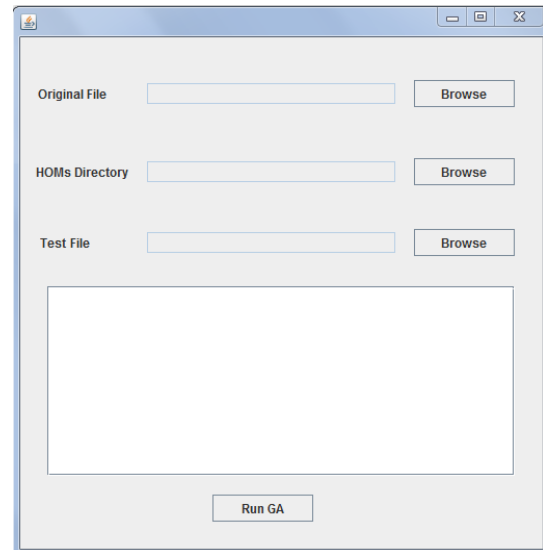 Original File
Browse
HOMs Directory
Browse
Test File
Browse
Run GA